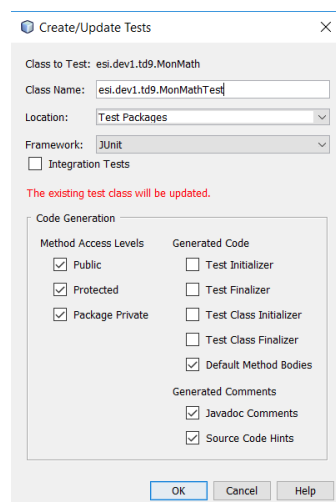 Create/Update Tests
Class to Test: esi.dev1.td9.MonMath
Class Name: esi.dev1.td9.MonMathTest
Location: Test Packages
Framework: JUnit
Integration Tests
The existing test class will be updated.
Code Generation
Method Access Levels
Public
Protected
Package Private
Generated Code
Test Initializer
Test Finalizer
Test Class Initializer
Test Class Finalizer
Default Method Bodies
Generated Comments
Javadoc Comments
Source Code Hints
OK Cancel Help